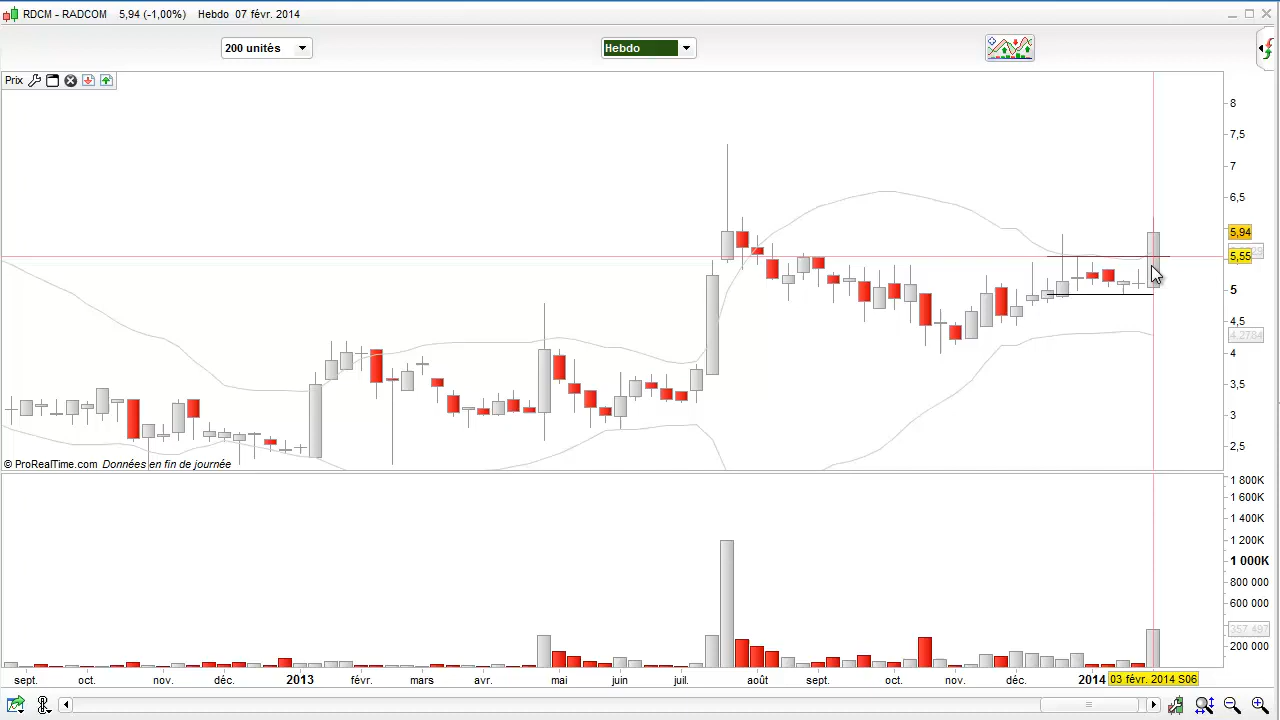 RDCM - RADCOM 5,94 (-1,00%) Hebdo 07 févr. 2014
200 unités
Hebdo
Prix
8
7,5
7
6,5
5,94
5,55
5
4,5
4,2784
4
3,5
3
2,5
© ProRealTime.com Données en fin de journée
1 800K
1 600K
1 400K
1 200K
1 000K
800 000
600 000
357 497
200 000
sept. oct. nov. déc. 2013 févr. mars avr. mai juin juil. août sept. oct. nov. déc. 2014 03 févr. 2014 S06